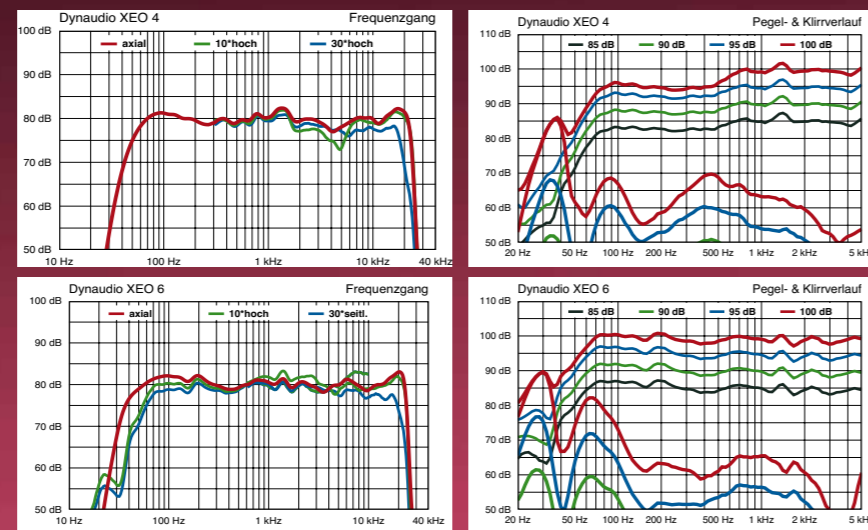 Dynaudio XEO 4 Frequenzgang
100 dB
axial 10*hoch 30*hoch
90 dB
80 dB
70 dB
60 dB
50 dB
10 Hz 100 Hz 1 kHz 10 kHz 40 kHz
Dynaudio XEO 4 Pegel- & Klirrverlauf
110 dB
85 dB 90 dB 95 dB 100 dB
100 dB
90 dB
80 dB
70 dB
60 dB
50 dB
20 Hz 50 Hz 100 Hz 200 Hz 500 Hz 1 kHz 2 kHz 5 kH
Dynaudio XEO 6 Frequenzgang
100 dB
axial 10*hoch 30*seitl.
90 dB
80 dB
70 dB
60 dB
50 dB
10 Hz 100 Hz 1 kHz 10 kHz 40 kHz
Dynaudio XEO 6 Pegel- & Klirrverlauf
110 dB
85 dB 90 dB 95 dB 100 dB
100 dB
90 dB
80 dB
70 dB
60 dB
50 dB
20 Hz 50 Hz 100 Hz 200 Hz 500 Hz 1 kHz 2 kHz 5 kH